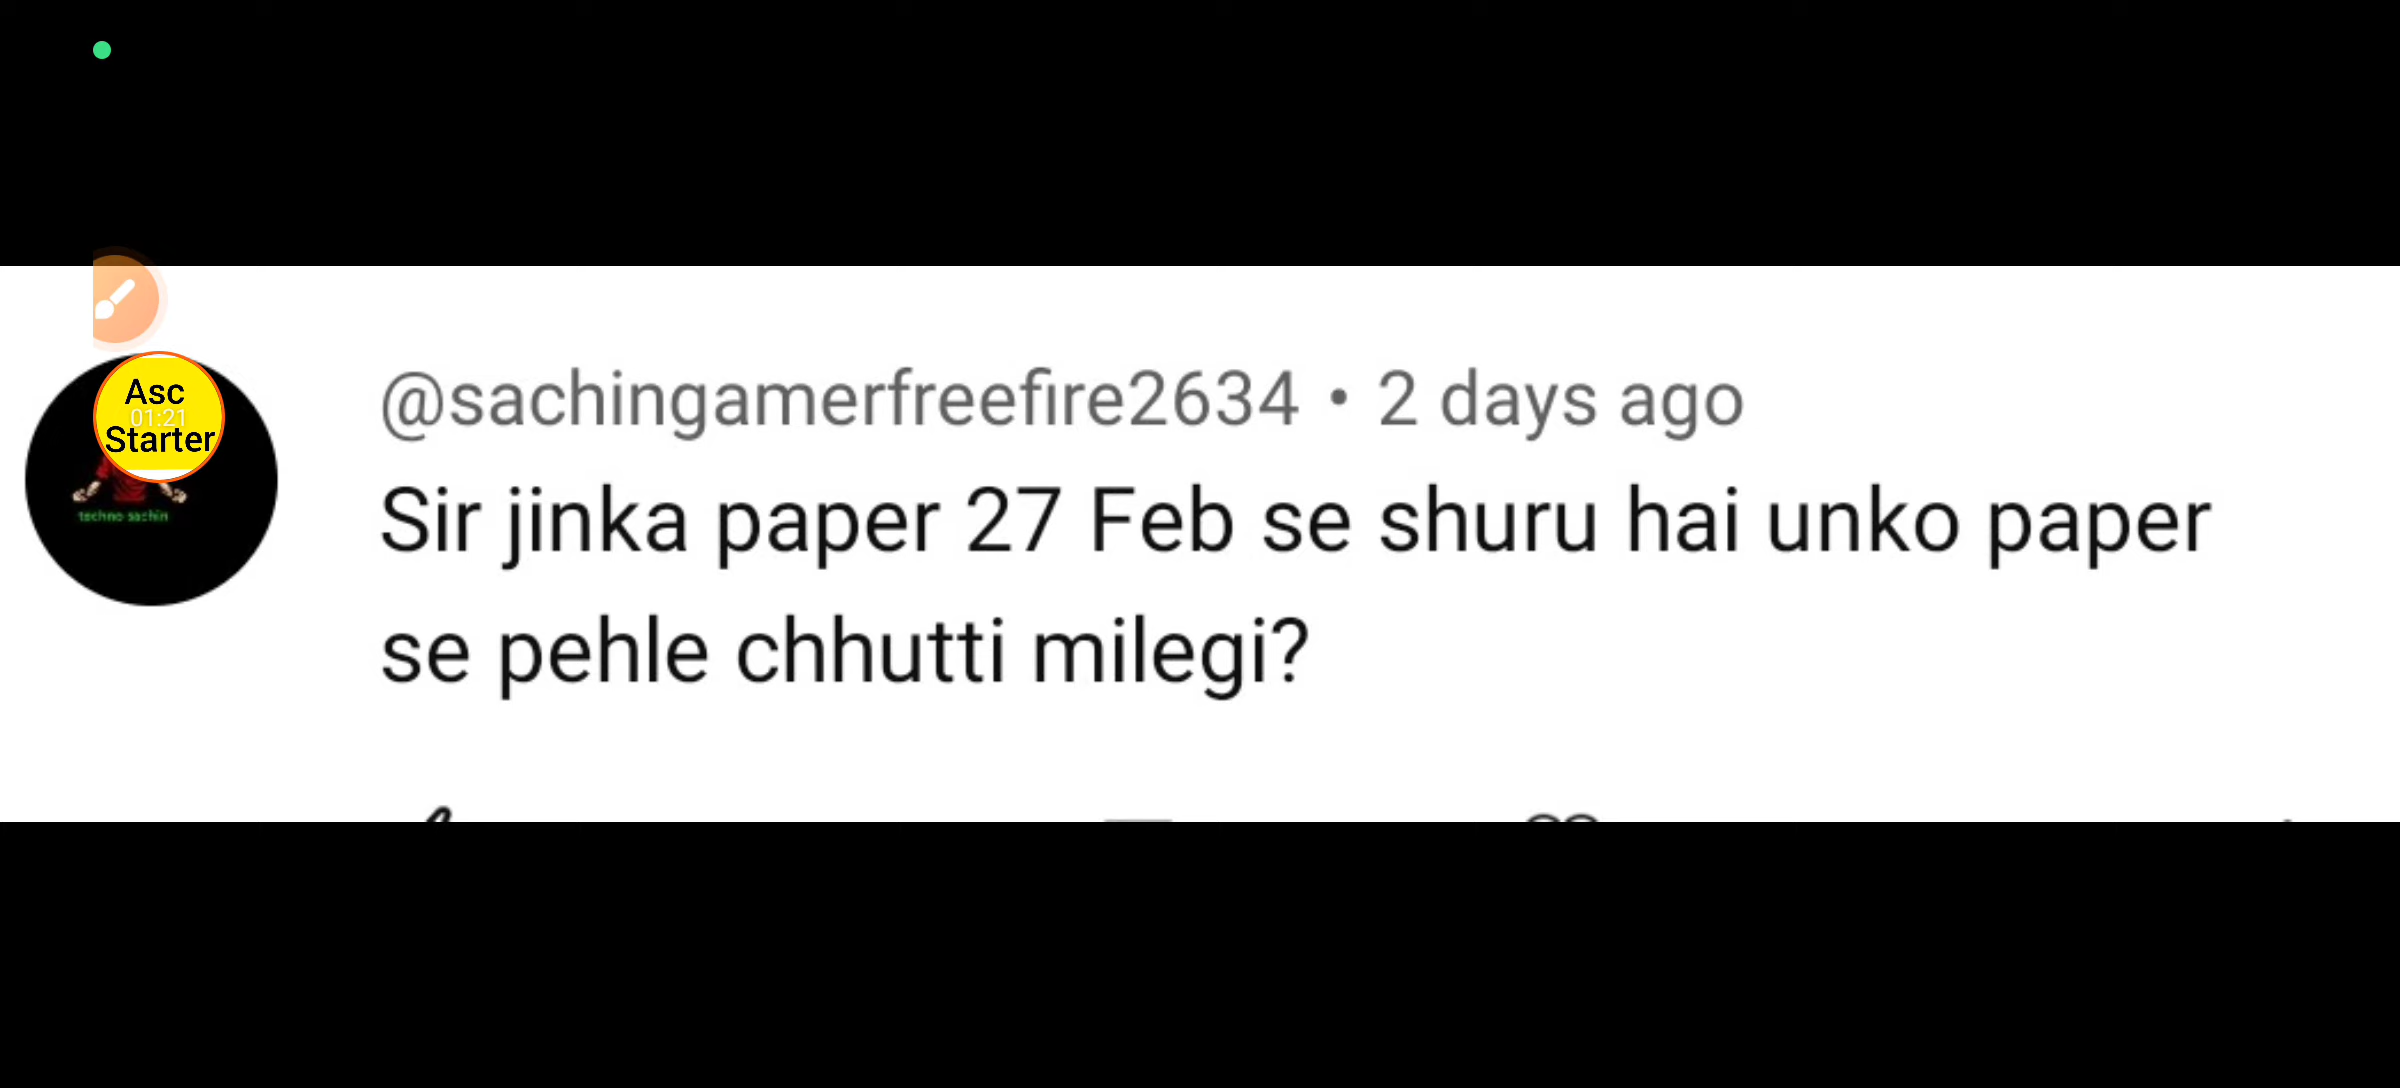 @sachingamerfreefire2634 • 2 days ago
Asc
01:21
Starter
techno sachin
Sir jinka paper 27 Feb se shuru hai unko paper
se pehle chhutti milegi?